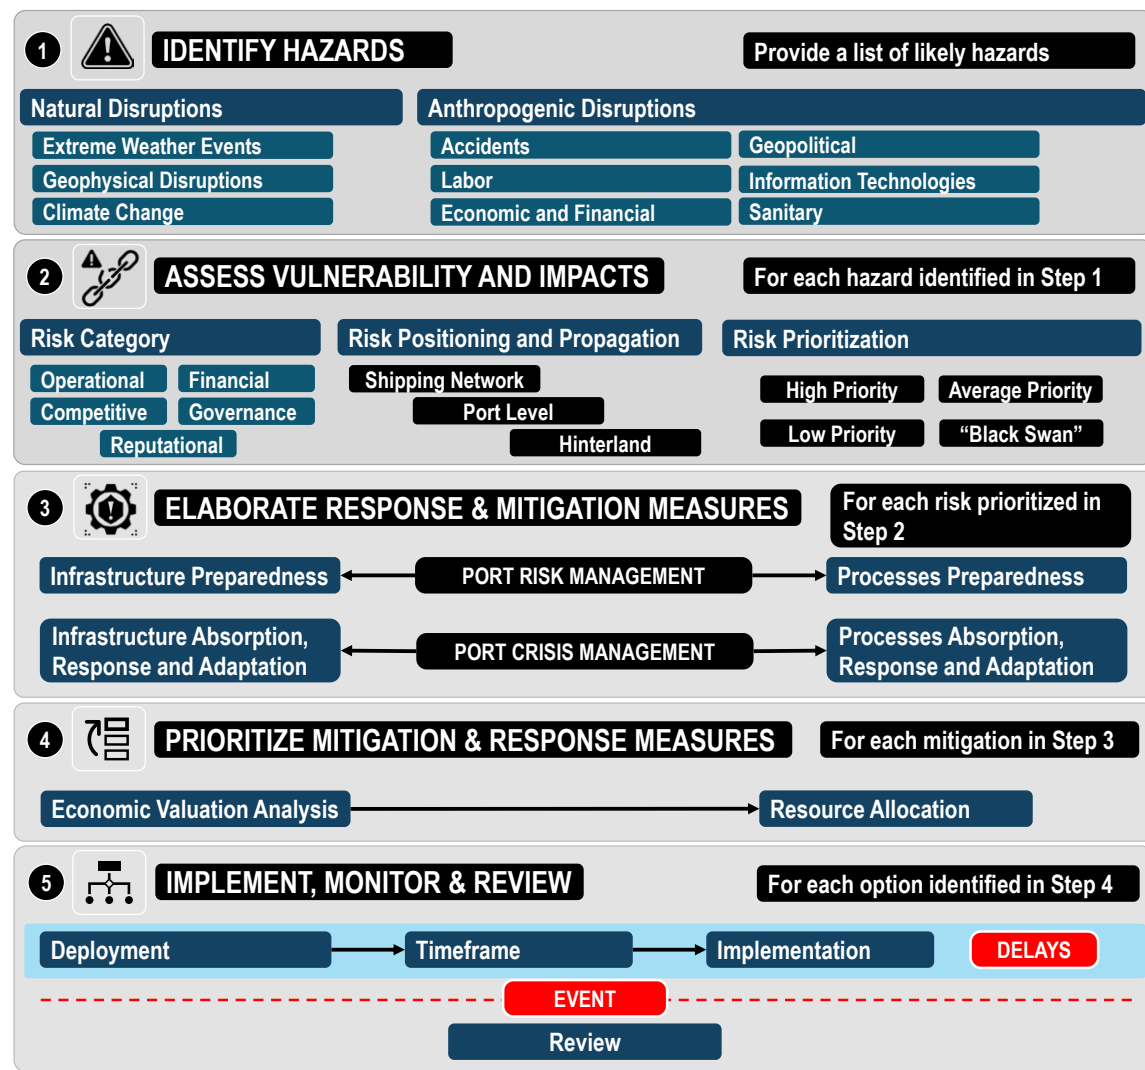 1
IDENTIFY HAZARDS
Provide a list of likely hazards
Natural Disruptions
Extreme Weather Events
Geophysical Disruptions
Climate Change
Anthropogenic Disruptions
Accidents
Labor
Economic and Financial
Geopolitical
Information Technologies
Sanitary
2
ASSESS VULNERABILITY AND IMPACTS
For each hazard identified in Step 1
Risk Category
Operational
Financial
Competitive
Governance
Reputational
Risk Positioning and Propagation
Shipping Network
Port Level
Hinterland
Risk Prioritization
High Priority
Average Priority
Low Priority
“Black Swan”
3
ELABORATE RESPONSE & MITIGATION MEASURES
For each risk prioritized in
Step 2
Infrastructure Preparedness
PORT RISK MANAGEMENT
Processes Preparedness
Infrastructure Absorption,
Response and Adaptation
PORT CRISIS MANAGEMENT
Processes Absorption,
Response and Adaptation
4
PRIORITIZE MITIGATION & RESPONSE MEASURES
For each mitigation in Step 3
Economic Valuation Analysis
Resource Allocation
5
IMPLEMENT, MONITOR & REVIEW
For each option identified in Step 4
Deployment
Timeframe
Implementation
DELAYS
EVENT
Review